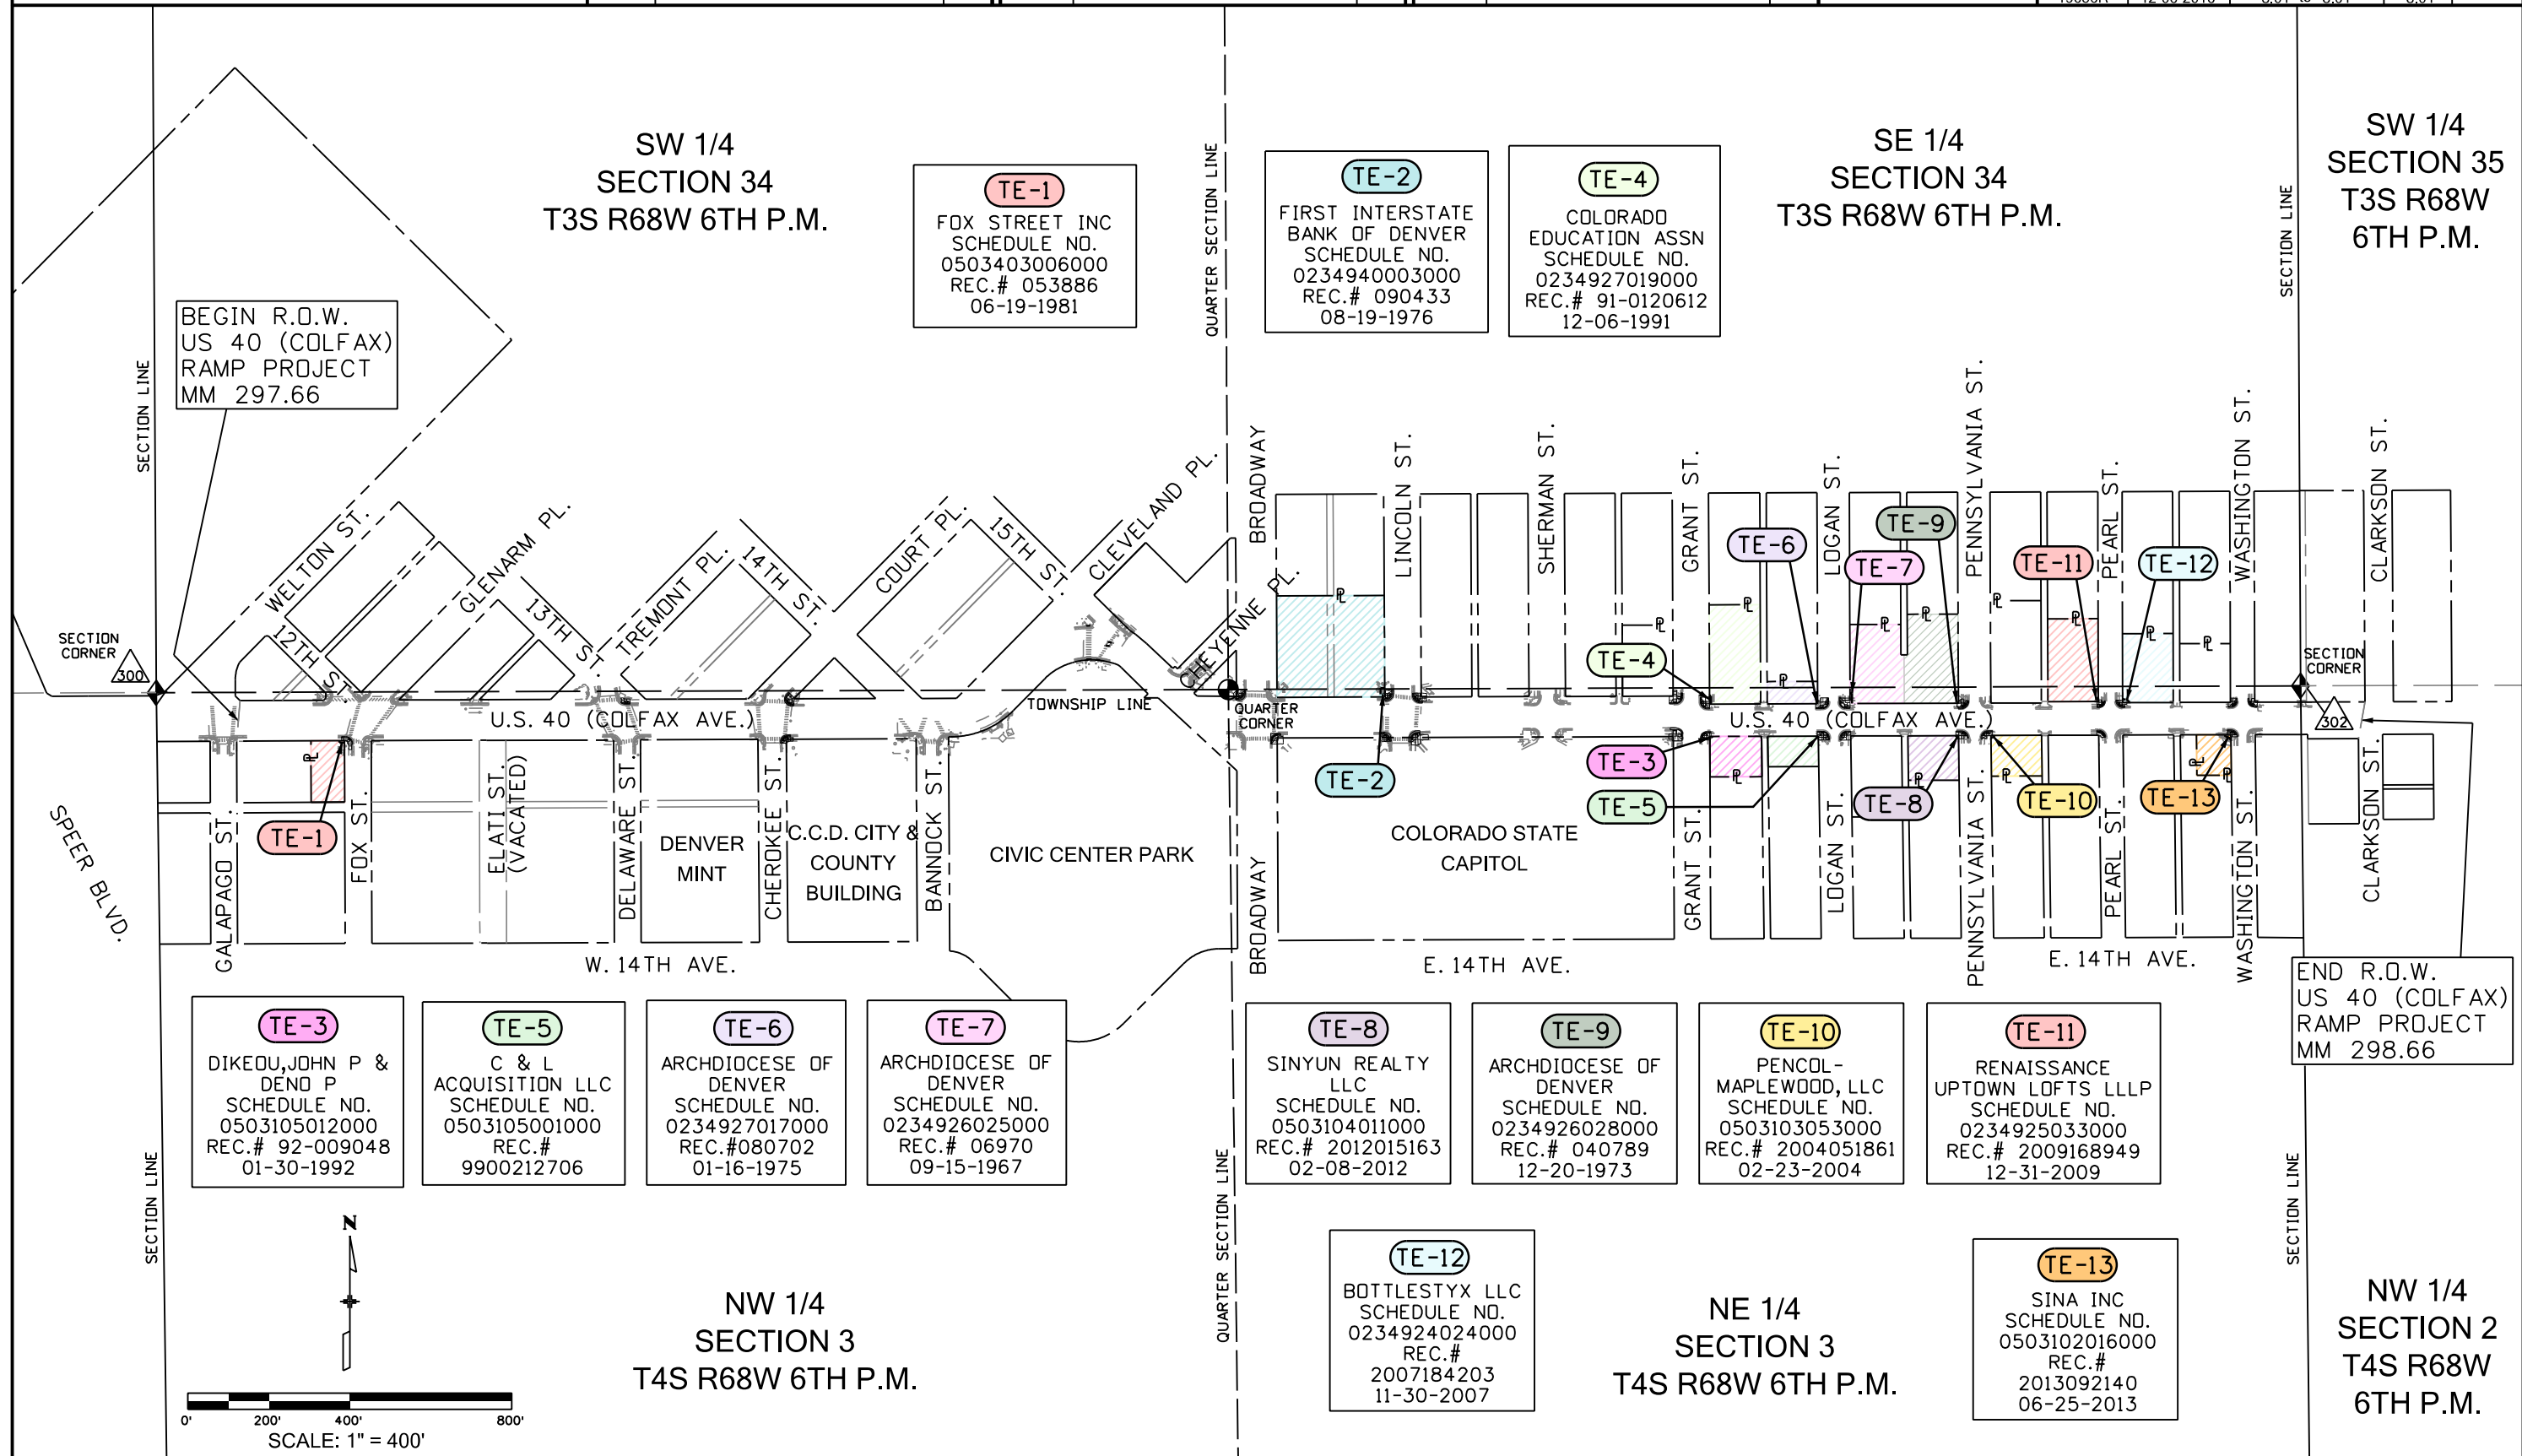 SW 1/4
SECTION 34
T3S R68W 6TH P.M.
TE-1
FOX STREET INC
SCHEDULE NO.
0503403006000
REC.# 053886
06-19-1981
QUARTER SECTION LINE
TE-2
FIRST INTERSTATE
BANK OF DENVER
SCHEDULE NO.
0234940003000
REC.# 090433
08-19-1976
TE-4
COLORADO
EDUCATION ASSN
SCHEDULE NO.
0234927019000
REC.# 91-0120612
12-06-1991
SE 1/4
SECTION 34
T3S R68W 6TH P.M.
SECTION LINE
SW 1/4
SECTION 35
T3S R68W
6TH P.M.
BEGIN R.O.W.
US 40 (COLFAX)
RAMP PROJECT
MM 297.66
SECTION LINE
WELTON ST.
12TH ST.
GLENARM PL.
13TH ST.
TREMONT PL.
14TH ST.
COURT PL.
15TH ST.
CLEVELAND PL.
CHEYENNE PL.
BROADWAY
LINCOLN ST.
SHERMAN ST.
GRANT ST.
LOGAN ST.
PENNSYLVANIA ST.
PEARL ST.
WASHINGTON ST.
CLARKSON ST.
TE-6
TE-7
TE-9
TE-11
TE-12
PL
PL
PL
PL
PL
PL
PL
PL
PL
TE-4
SECTION
CORNER
300
U.S. 40 (COLFAX AVE.)
TOWNSHIP LINE
QUARTER
CORNER
U.S. 40 (COLFAX AVE.)
SECTION
CORNER
302
TE-3
TE-2
TE-5
TE-8
TE-10
TE-13
PL
PL
PL
PL
PL
PL
TE-1
SPEER BLVD.
GALAPAGO ST.
FOX ST.
ELATI ST.
(VACATED)
DELAWARE ST.
DENVER
MINT
CHEROKEE ST.
C.C.D. CITY &
COUNTY
BUILDING
BANNOCK ST.
CIVIC CENTER PARK
BROADWAY
COLORADO STATE
CAPITOL
GRANT ST.
LOGAN ST.
PENNSYLVANIA ST.
PEARL ST.
WASHINGTON ST.
CLARKSON ST.
W. 14TH AVE.
E. 14TH AVE.
E. 14TH AVE.
END R.O.W.
US 40 (COLFAX)
RAMP PROJECT
MM 298.66
TE-3
DIKEOU,JOHN P &
DENO P
SCHEDULE NO.
0503105012000
REC.# 92-009048
01-30-1992
TE-5
C & L
ACQUISITION LLC
SCHEDULE NO.
0503105001000
REC.#
9900212706
TE-6
ARCHDIOCESE OF
DENVER
SCHEDULE NO.
0234927017000
REC.#080702
01-16-1975
TE-7
ARCHDIOCESE OF
DENVER
SCHEDULE NO.
0234926025000
REC.# 06970
09-15-1967
TE-8
SINYUN REALTY
LLC
SCHEDULE NO.
0503104011000
REC.# 2012015163
02-08-2012
TE-9
ARCHDIOCESE OF
DENVER
SCHEDULE NO.
0234926028000
REC.# 040789
12-20-1973
TE-10
PENCOL-
MAPLEWOOD, LLC
SCHEDULE NO.
0503103053000
REC.# 2004051861
02-23-2004
TE-11
RENAISSANCE
UPTOWN LOFTS LLLP
SCHEDULE NO.
0234925033000
REC.# 2009168949
12-31-2009
SECTION LINE
QUARTER SECTION LINE
SECTION LINE
N
TE-12
BOTTLESTYX LLC
SCHEDULE NO.
0234924024000
REC.#
2007184203
11-30-2007
TE-13
SINA INC
SCHEDULE NO.
0503102016000
REC.#
2013092140
06-25-2013
NW 1/4
SECTION 3
T4S R68W 6TH P.M.
NE 1/4
SECTION 3
T4S R68W 6TH P.M.
NW 1/4
SECTION 2
T4S R68W
6TH P.M.
0' 200' 400' 800'
SCALE: 1" = 400'